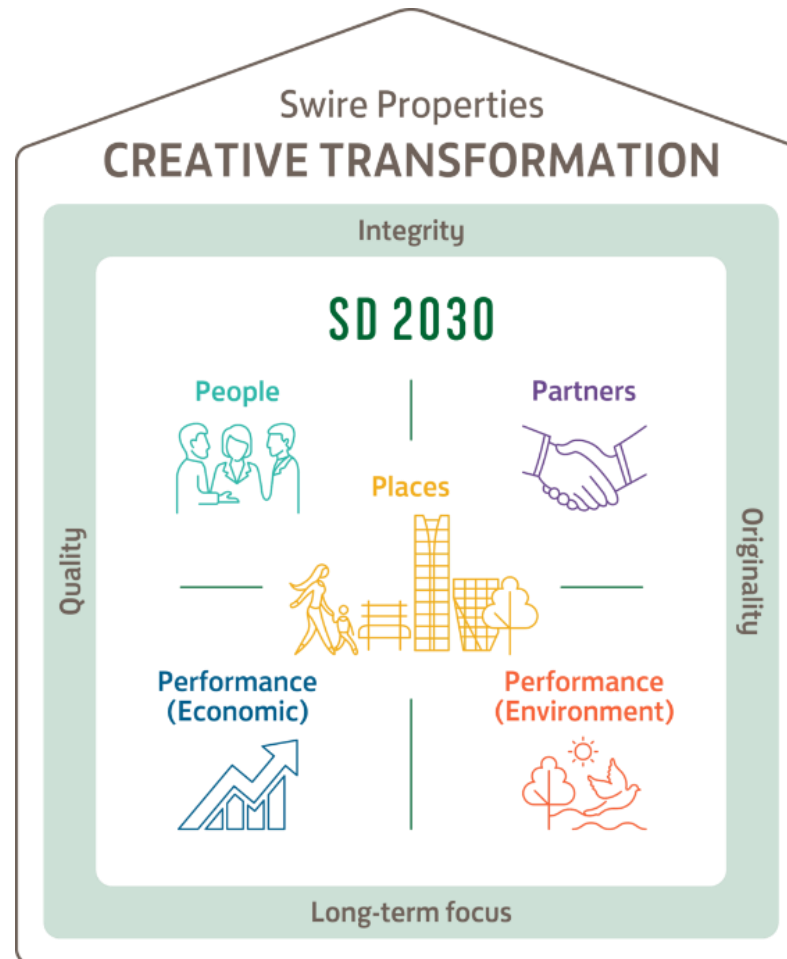 Swire Properties
CREATIVE TRANSFORMATION
Integrity
SD 2030
People
Partners
Places
Quality
Originality
Performance
(Economic)
Performance
(Environment)
Long-term focus